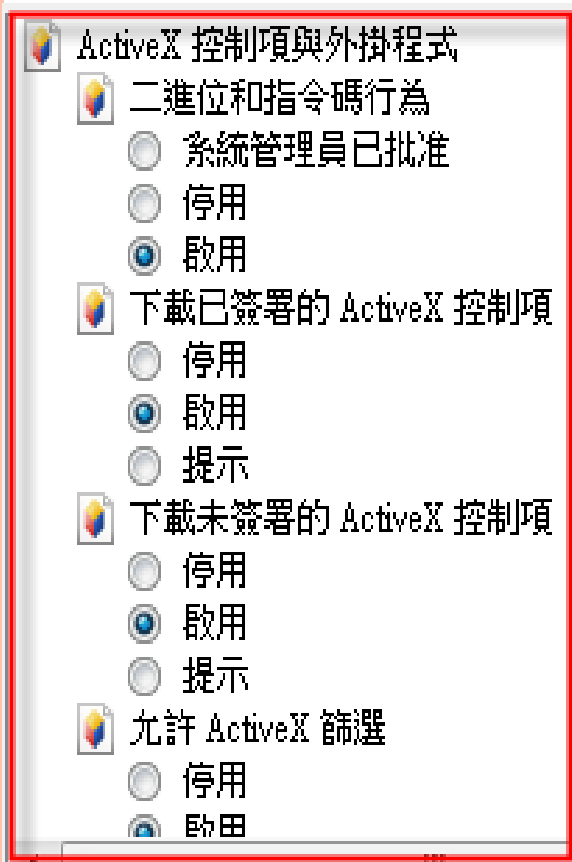 ActiveX 控制項與外掛程式
二進位和指令碼行為
系統管理員已批准
停用
啟用
下載已簽署的 ActiveX 控制項
停用
啟用
提示
下載未簽署的 ActiveX 控制項
停用
啟用
提示
允許 ActiveX 篩選
停用
啟用